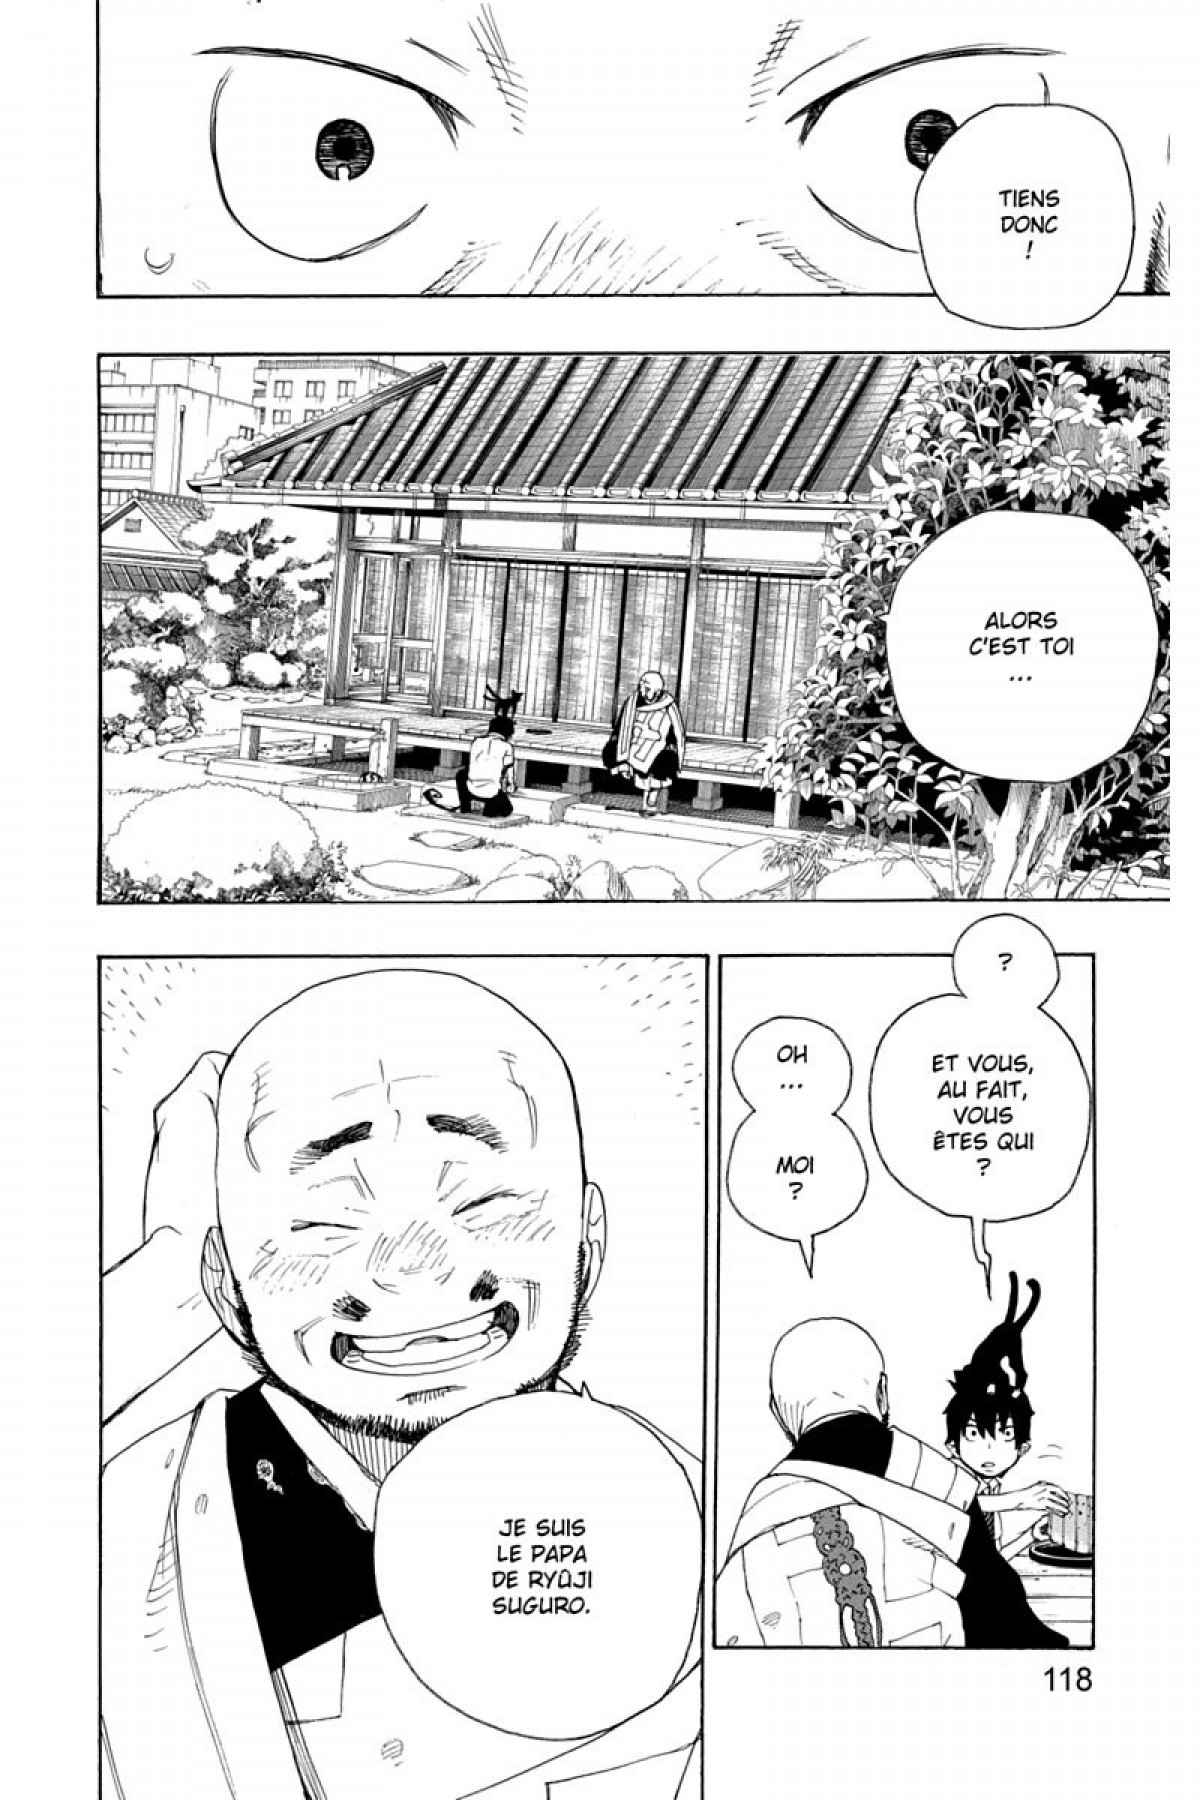 TIENS
DONC
!
ALORS
C'EST TOI
...
?
ET VOUS,
AU FAIT,
VOUS
ÊTES QUI
?
OH
...
MOI
?
JE SUIS
LE PAPA
DE RYÛJI
SUGURO.
118